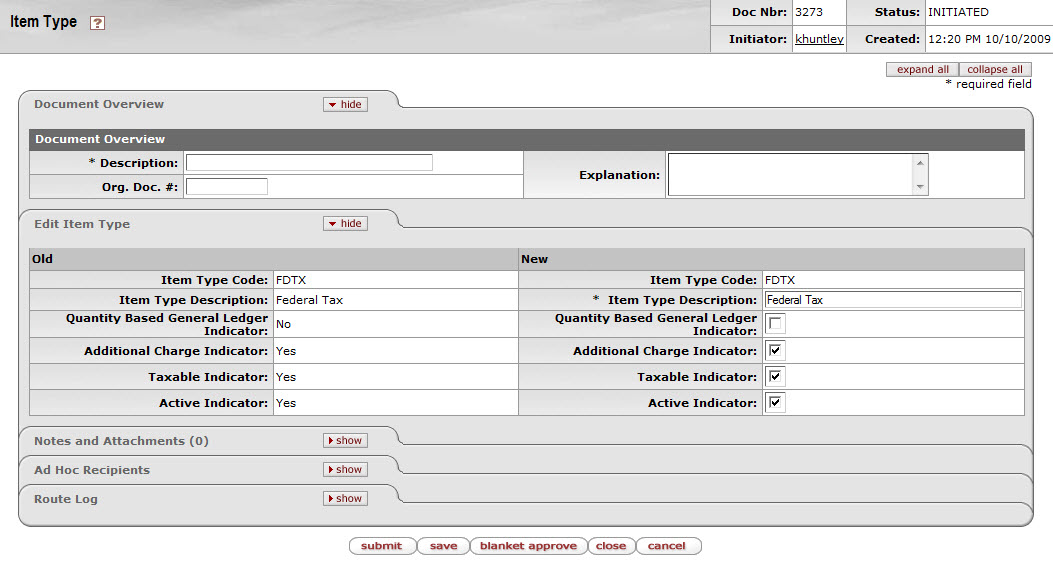 Item Type ?
Doc Nbr: 3273 Status: INITIATED
Initiator: khuntley Created: 12:20 PM 10/10/2009
expand all collapse all
* required field
Document Overview hide
Document Overview
* Description:
Org. Doc. #:
Explanation:
Edit Item Type hide
Old New
Item Type Code: FDTX Item Type Code: FDTX
Item Type Description: Federal Tax * Item Type Description: Federal Tax
Quantity Based General Ledger Indicator: No Quantity Based General Ledger Indicator:
Additional Charge Indicator: Yes Additional Charge Indicator:
Taxable Indicator: Yes Taxable Indicator:
Active Indicator: Yes Active Indicator:
Notes and Attachments (0) show
Ad Hoc Recipients show
Route Log show
submit save blanket approve close cancel